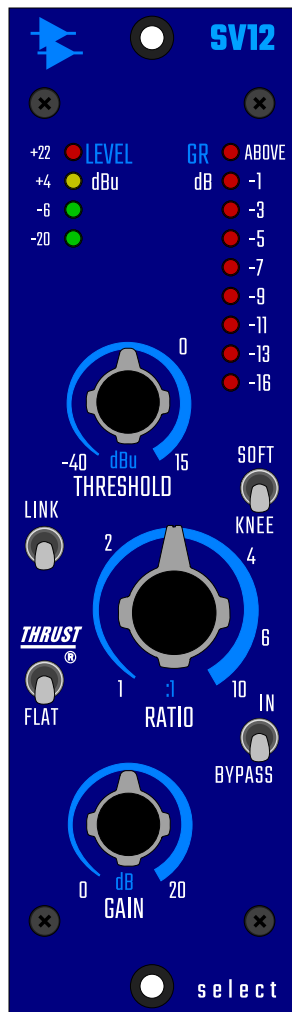 SV12
+22 LEVEL GR ABOVE
+4 dBu dB -1
-6 -3
-20 -5
-7
-9
-11
-13
-16
0
-40 dBu 15
THRESHOLD
SOFT
KNEE
LINK
2 4
6
THRUST®
1 :1 10
FLAT
RATIO
IN
BYPASS
0 dB 20
GAIN
select